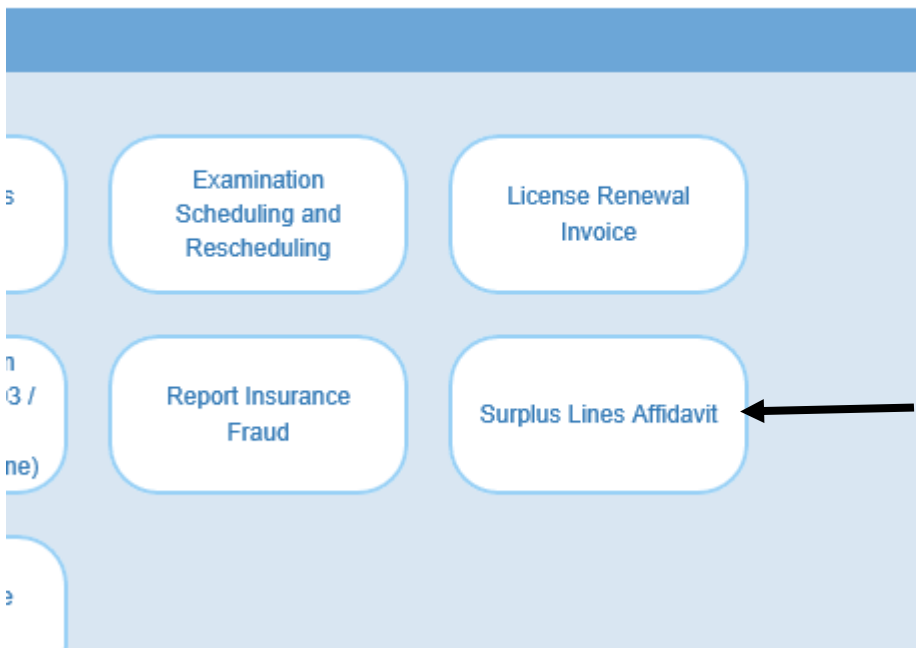 Examination
Scheduling and
Rescheduling
License Renewal
Invoice
Report Insurance
Fraud
Surplus Lines Affidavit